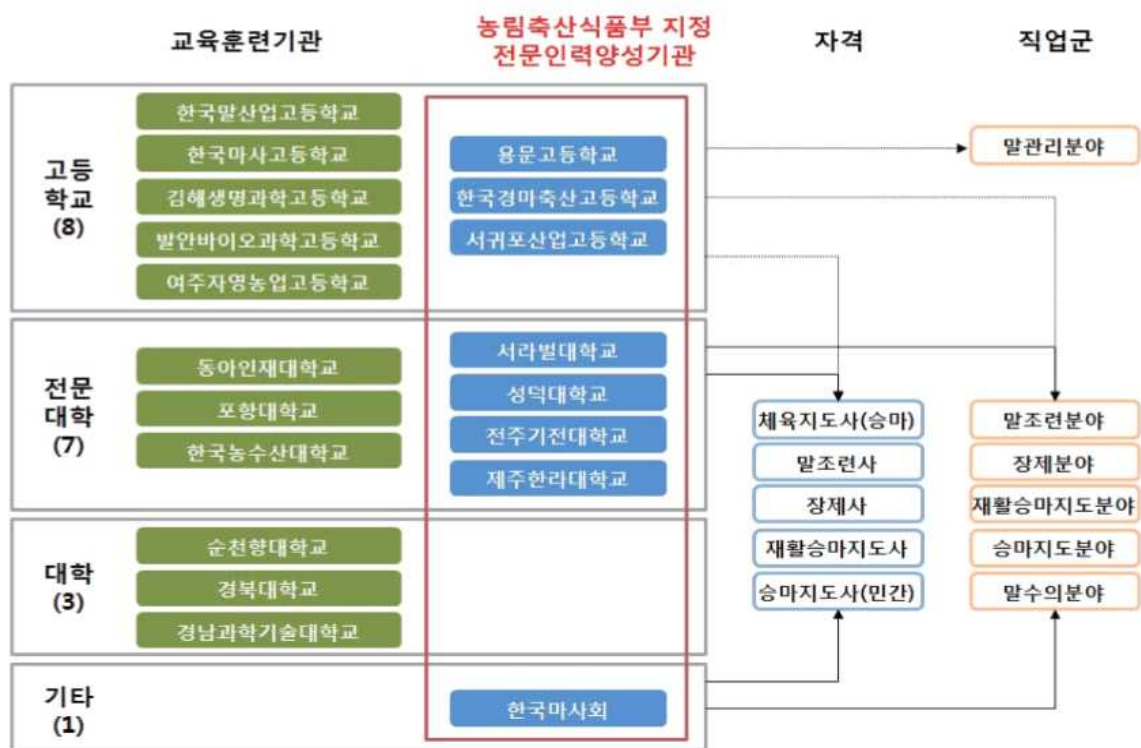 교육훈련기관
농림축산식품부 지정
전문인력양성기관
자격
직업군
고등
학교
(8)
한국말산업고등학교
한국마사고등학교
김해생명과학고등학교
발안바이오과학고등학교
여주자영농업고등학교
용문고등학교
한국경마축산고등학교
서귀포산업고등학교
말관리분야
전문
대학
(7)
동아인재대학교
포항대학교
한국농수산대학교
서라벌대학교
성덕대학교
전주기전대학교
제주한라대학교
체육지도사(승마)
말조련사
장제사
재활승마지도사
승마지도사(민간)
말조련분야
장제분야
재활승마지도분야
승마지도분야
말수의분야
대학
(3)
순천향대학교
경북대학교
경남과학기술대학교
기타
(1)
한국마사회